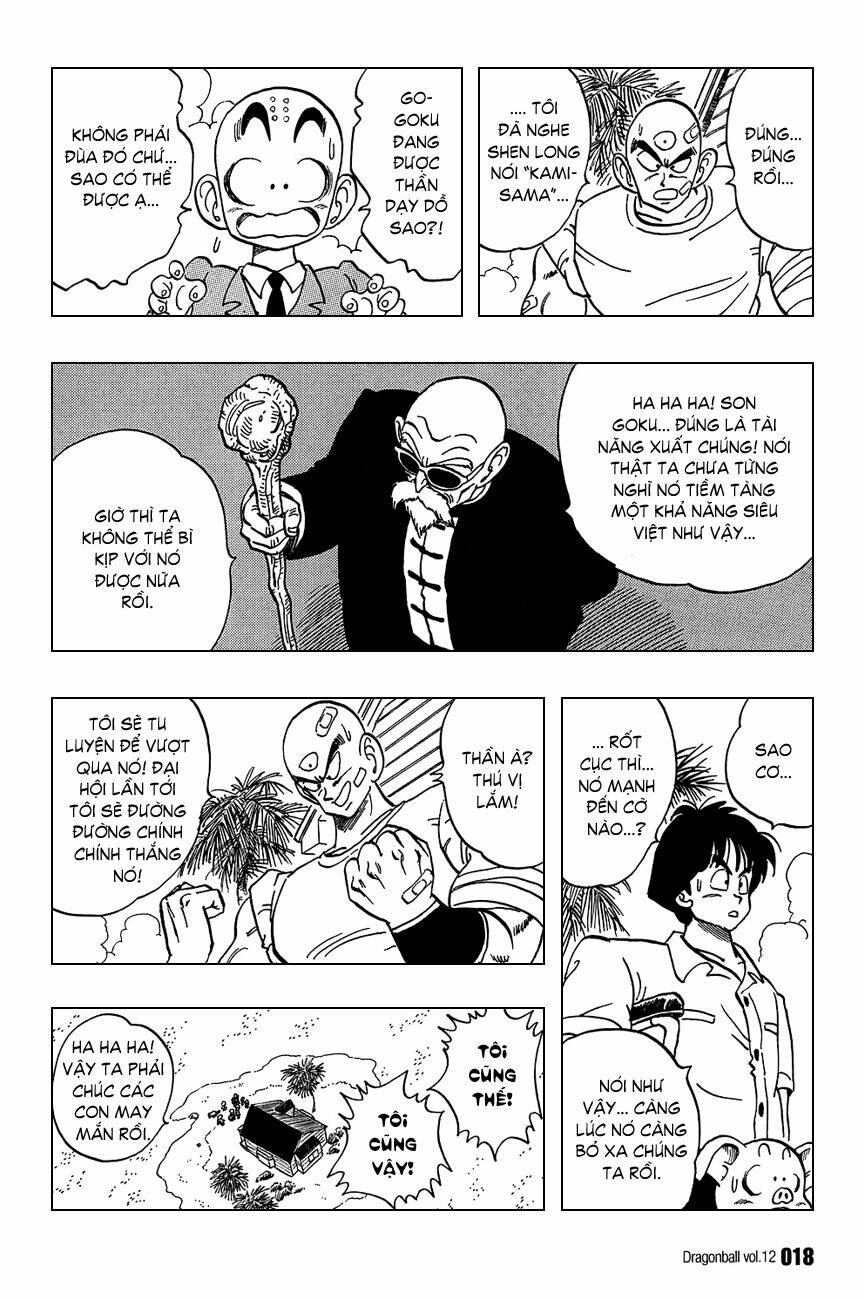 ĐÚNG...
ĐÚNG
RỒI...
.... TÔI
ĐÃ NGHE
SHEN LONG
NÓI "KAMI-
SAMA"...
GO-
GOKU
ĐANG
ĐƯỢC
THẦN
DẠY DỖ
SAO?!
KHÔNG PHẢI
ĐÙA ĐÓ CHỨ...
SAO CÓ THỂ
ĐƯỢC Ạ...
HA HA HA! SON
GOKU... ĐÚNG LÀ TÀI
NĂNG XUẤT CHÚNG! NÓI
THẬT TA CHƯA TỪNG
NGHĨ NÓ TIỀM TÀNG
MỘT KHẢ NĂNG SIÊU
VIỆT NHƯ VẬY...
GIỜ THÌ TA
KHÔNG THỂ BÌ
KỊP VỚI NÓ
ĐƯỢC NỮA
RỒI.
SAO
CƠ...
... RỐT
CỤC THÌ...
NÓ MẠNH
ĐẾN CỠ
NÀO...?
NÓI NHƯ
VẬY... CÀNG
LÚC NÓ CÀNG
BỎ XA CHÚNG
TA RỒI.
THẦN À?
THÚ VỊ
LẮM!
TÔI SẼ TU
LUYỆN ĐỂ VƯỢT
QUA NÓ! ĐẠI
HỘI LẦN TỚI
TÔI SẼ ĐƯỜNG
ĐƯỜNG CHÍNH
CHÍNH THẮNG
NÓ!
TÔI
CŨNG
THẾ!
TÔI
CŨNG
VẬY!
HA HA HA!
VẬY TA PHẢI
CHÚC CÁC
CON MAY
MẮN RỒI.
Dragonball vol.12 018